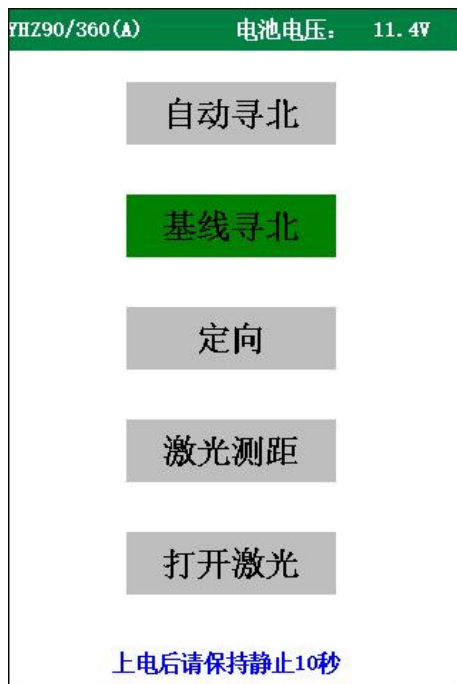 YHZ90/360(A) 电池电压： 11.4V
自动寻北
基线寻北
定向
激光测距
打开激光
上电后请保持静止10秒